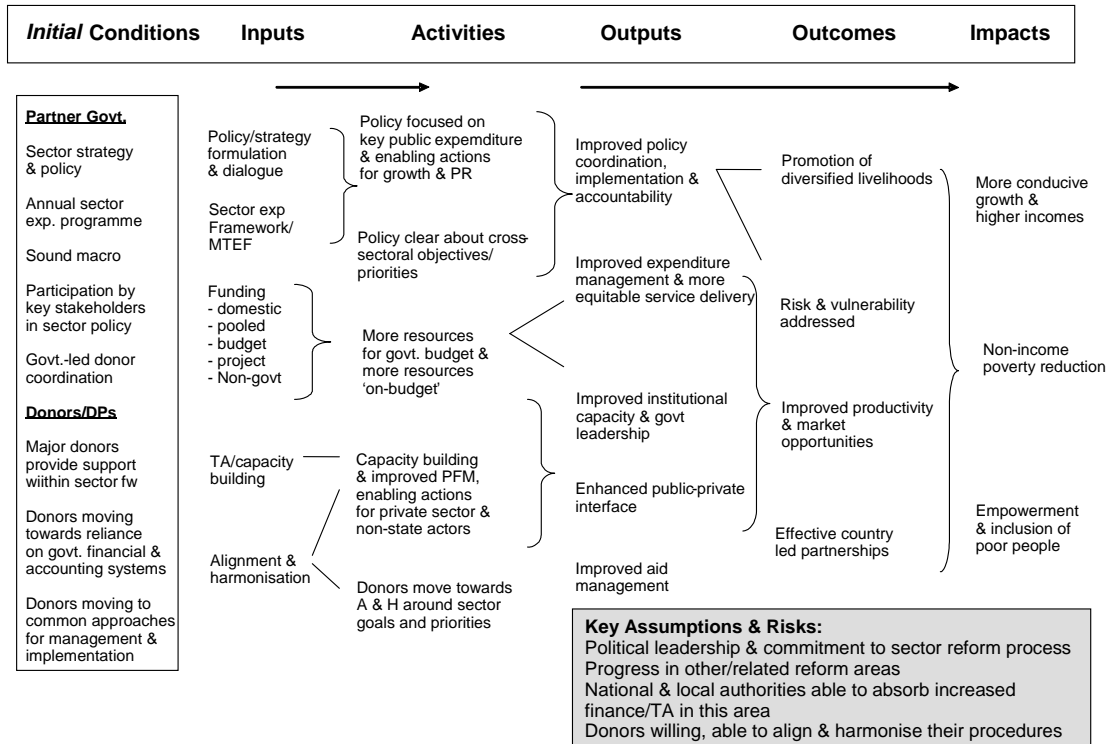 Initial Conditions Inputs Activities Outputs Outcomes Impacts
Partner Govt.
Sector strategy
& policy
Annual sector
exp. programme
Sound macro
Participation by
key stakeholders
in sector policy
Govt.-led donor
coordination
Donors/DPs
Major donors
provide support
wiithin sector fw
Donors moving
towards reliance
on govt. financial &
accounting systems
Donors moving to
common approaches
for management &
implementation
Policy/strategy
formulation
& dialogue
Sector exp
Framework/
MTEF
Funding
- domestic
- pooled
- budget
- project
- Non-govt
TA/capacity
building
Alignment &
harmonisation
Policy focused on
key public expenditure
& enabling actions
for growth & PR
Policy clear about cross-
sectoral objectives/
priorities
More resources
for govt. budget &
more resources
‘on-budget’
Capacity building
& improved PFM,
enabling actions
for private sector &
non-state actors
Donors move towards
A & H around sector
goals and priorities
Improved policy
coordination,
implementation &
accountability
Improved expenditure
management & more
equitable service delivery
Improved institutional
capacity & govt
leadership
Enhanced public-private
interface
Improved aid
management
Promotion of
diversified livelihoods
Risk & vulnerability
addressed
Improved productivity
& market
opportunities
Effective country
led partnerships
More conducive
growth &
higher incomes
Non-income
poverty reduction
Empowerment
& inclusion of
poor people
Key Assumptions & Risks:
Political leadership & commitment to sector reform process
Progress in other/related reform areas
National & local authorities able to absorb increased
finance/TA in this area
Donors willing, able to align & harmonise their procedures